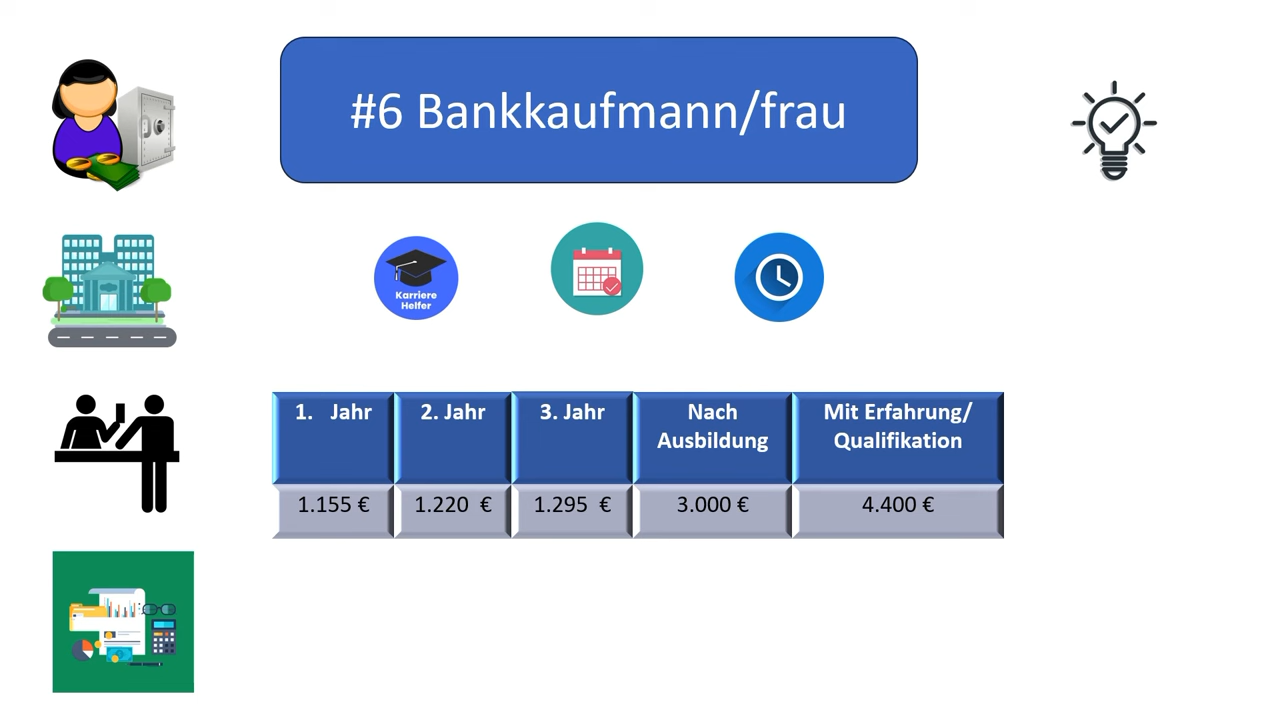 #6 Bankkaufmann/frau
Karriere
Helfer
1. Jahr
2. Jahr
3. Jahr
Nach
Ausbildung
Mit Erfahrung/
Qualifikation
1.155 €
1.220 €
1.295 €
3.000 €
4.400 €